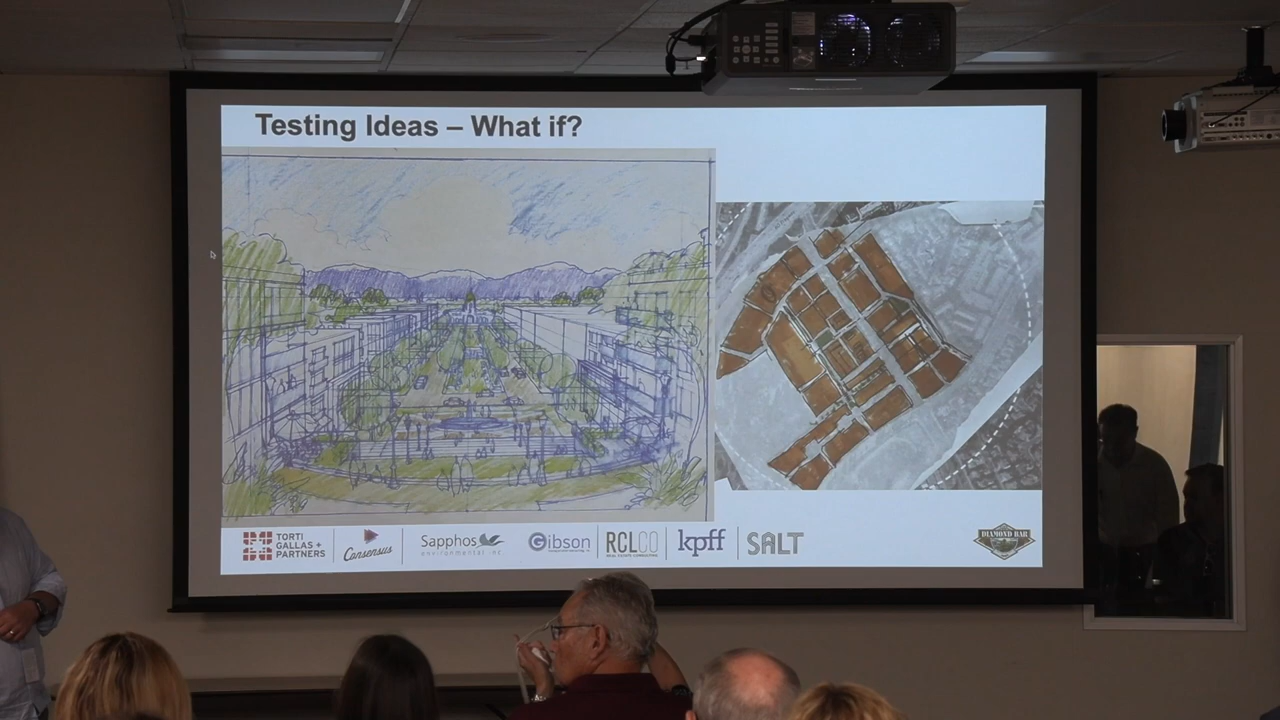 Testing Ideas – What if?
TORTI
GALLAS +
PARTNERS
Consensus
Sapphos
environmental inc.
Gibson
RCLCO
REAL ESTATE CONSULTING
kpff
SALT
DIAMOND BAR